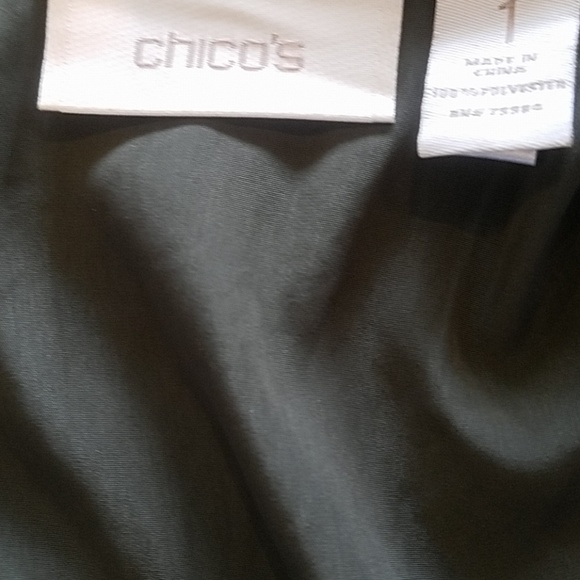 chico's
1
MADE IN
CHINA
100% POLYESTER